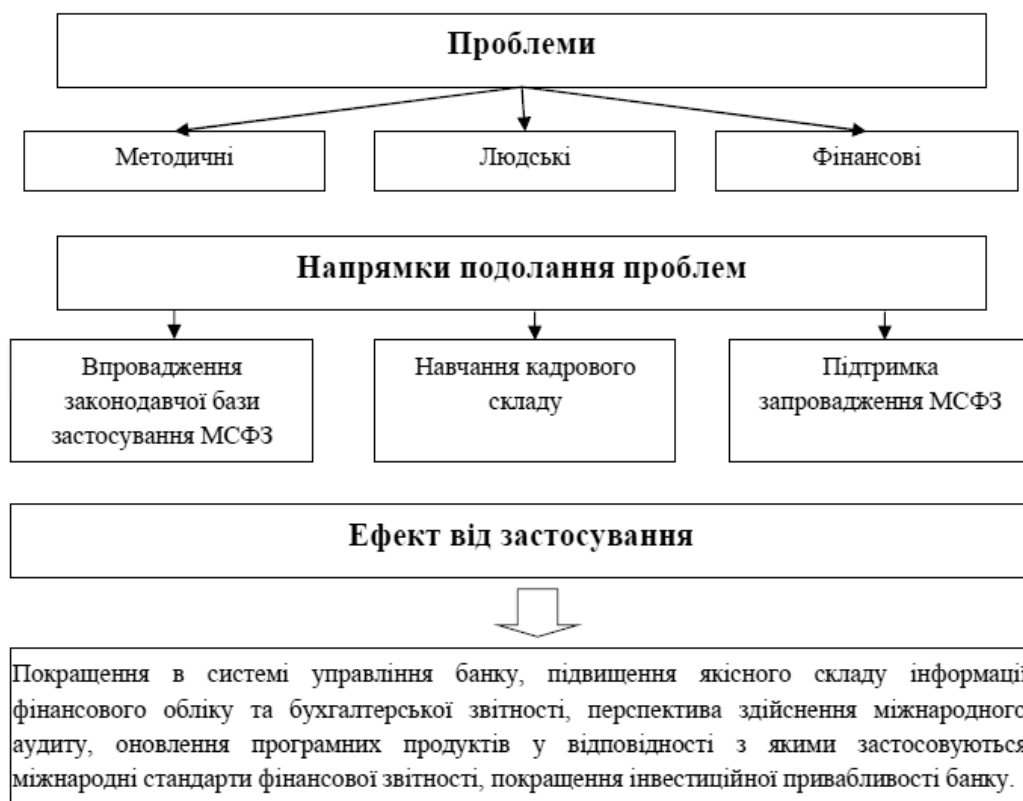 Проблеми
Методичні
Людські
Фінансові
Напрямки подолання проблем
Впровадження
законодавчої бази
застосування МСФЗ
Навчання кадрового
складу
Підтримка
запровадження МСФЗ
Ефект від застосування
Покращення в системі управління банку, підвищення якісного складу інформації
фінансового обліку та бухгалтерської звітності, перспектива здійснення міжнародного
аудиту, оновлення програмних продуктів у відповідності з якими застосовуються
міжнародні стандарти фінансової звітності, покращення інвестиційної привабливості банку.